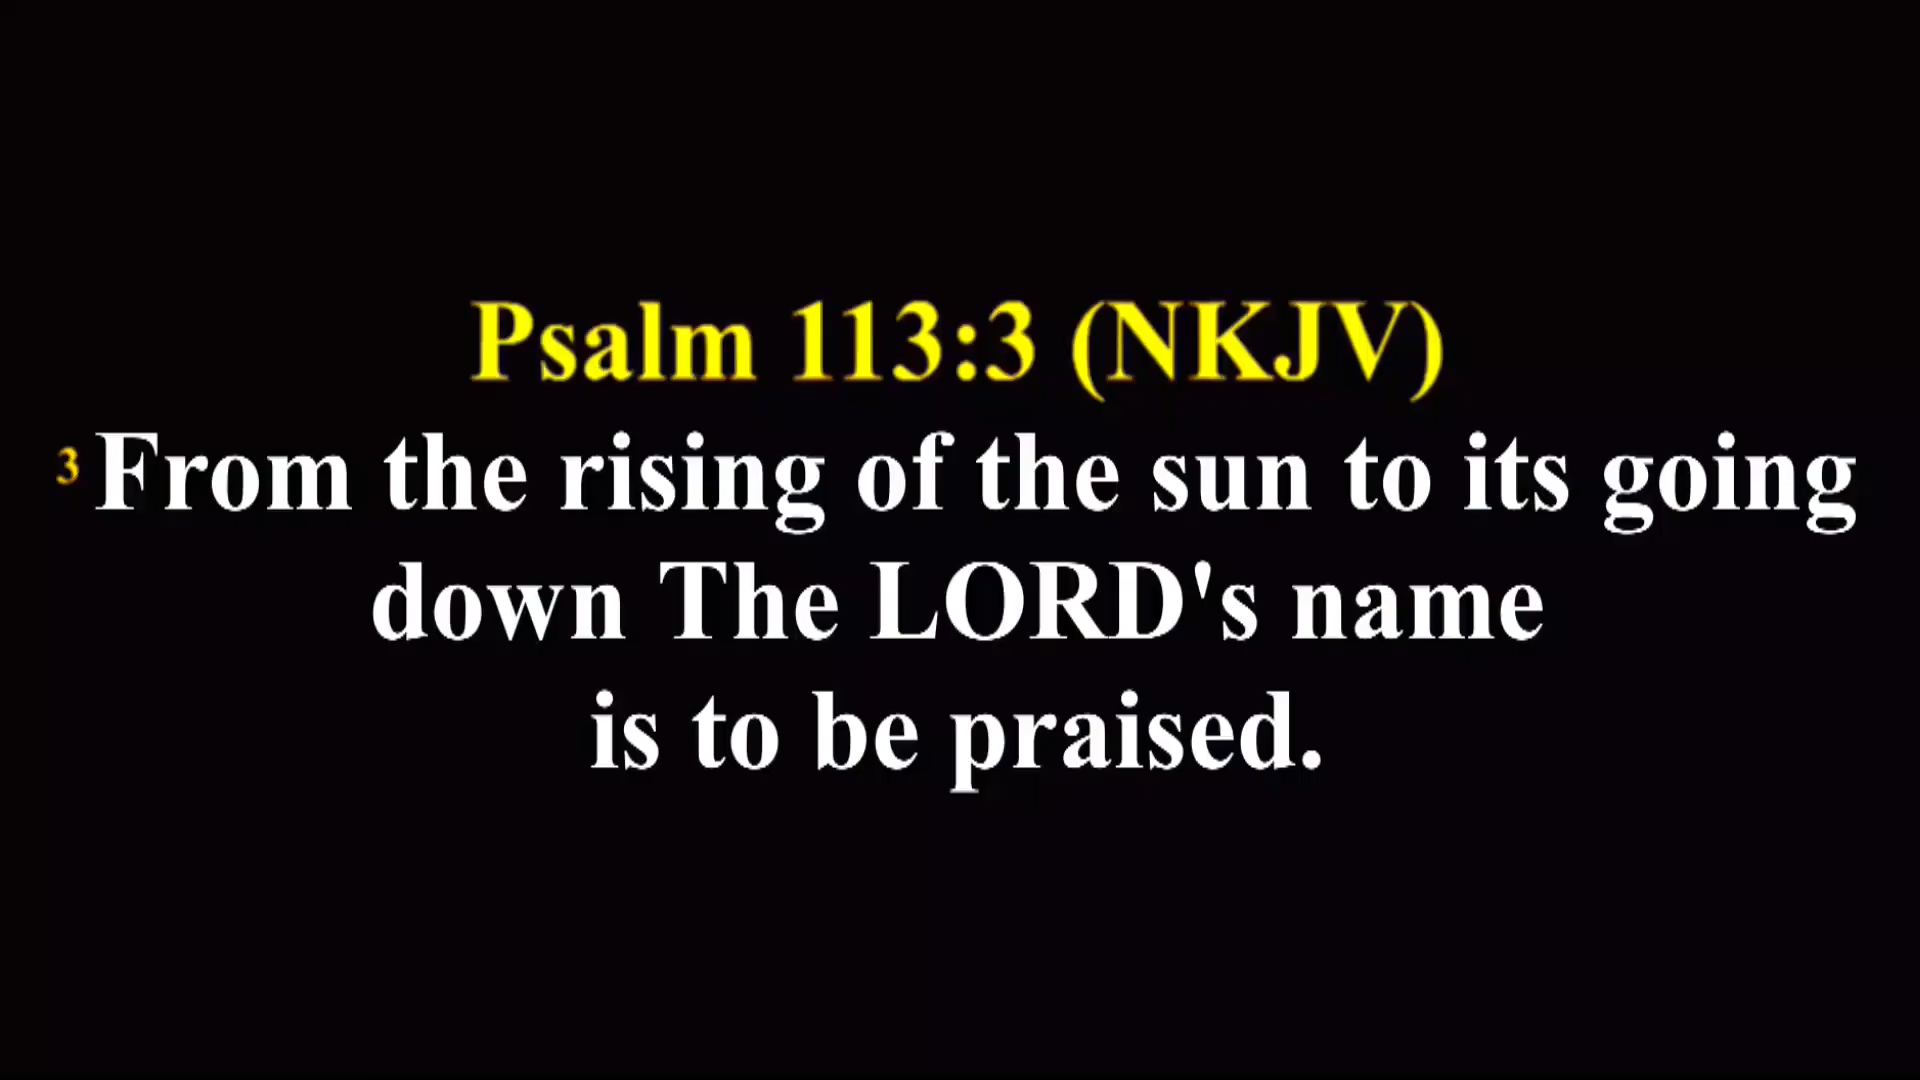 Psalm 113:3 (NKJV)
3 From the rising of the sun to its going
down The LORD's name
is to be praised.